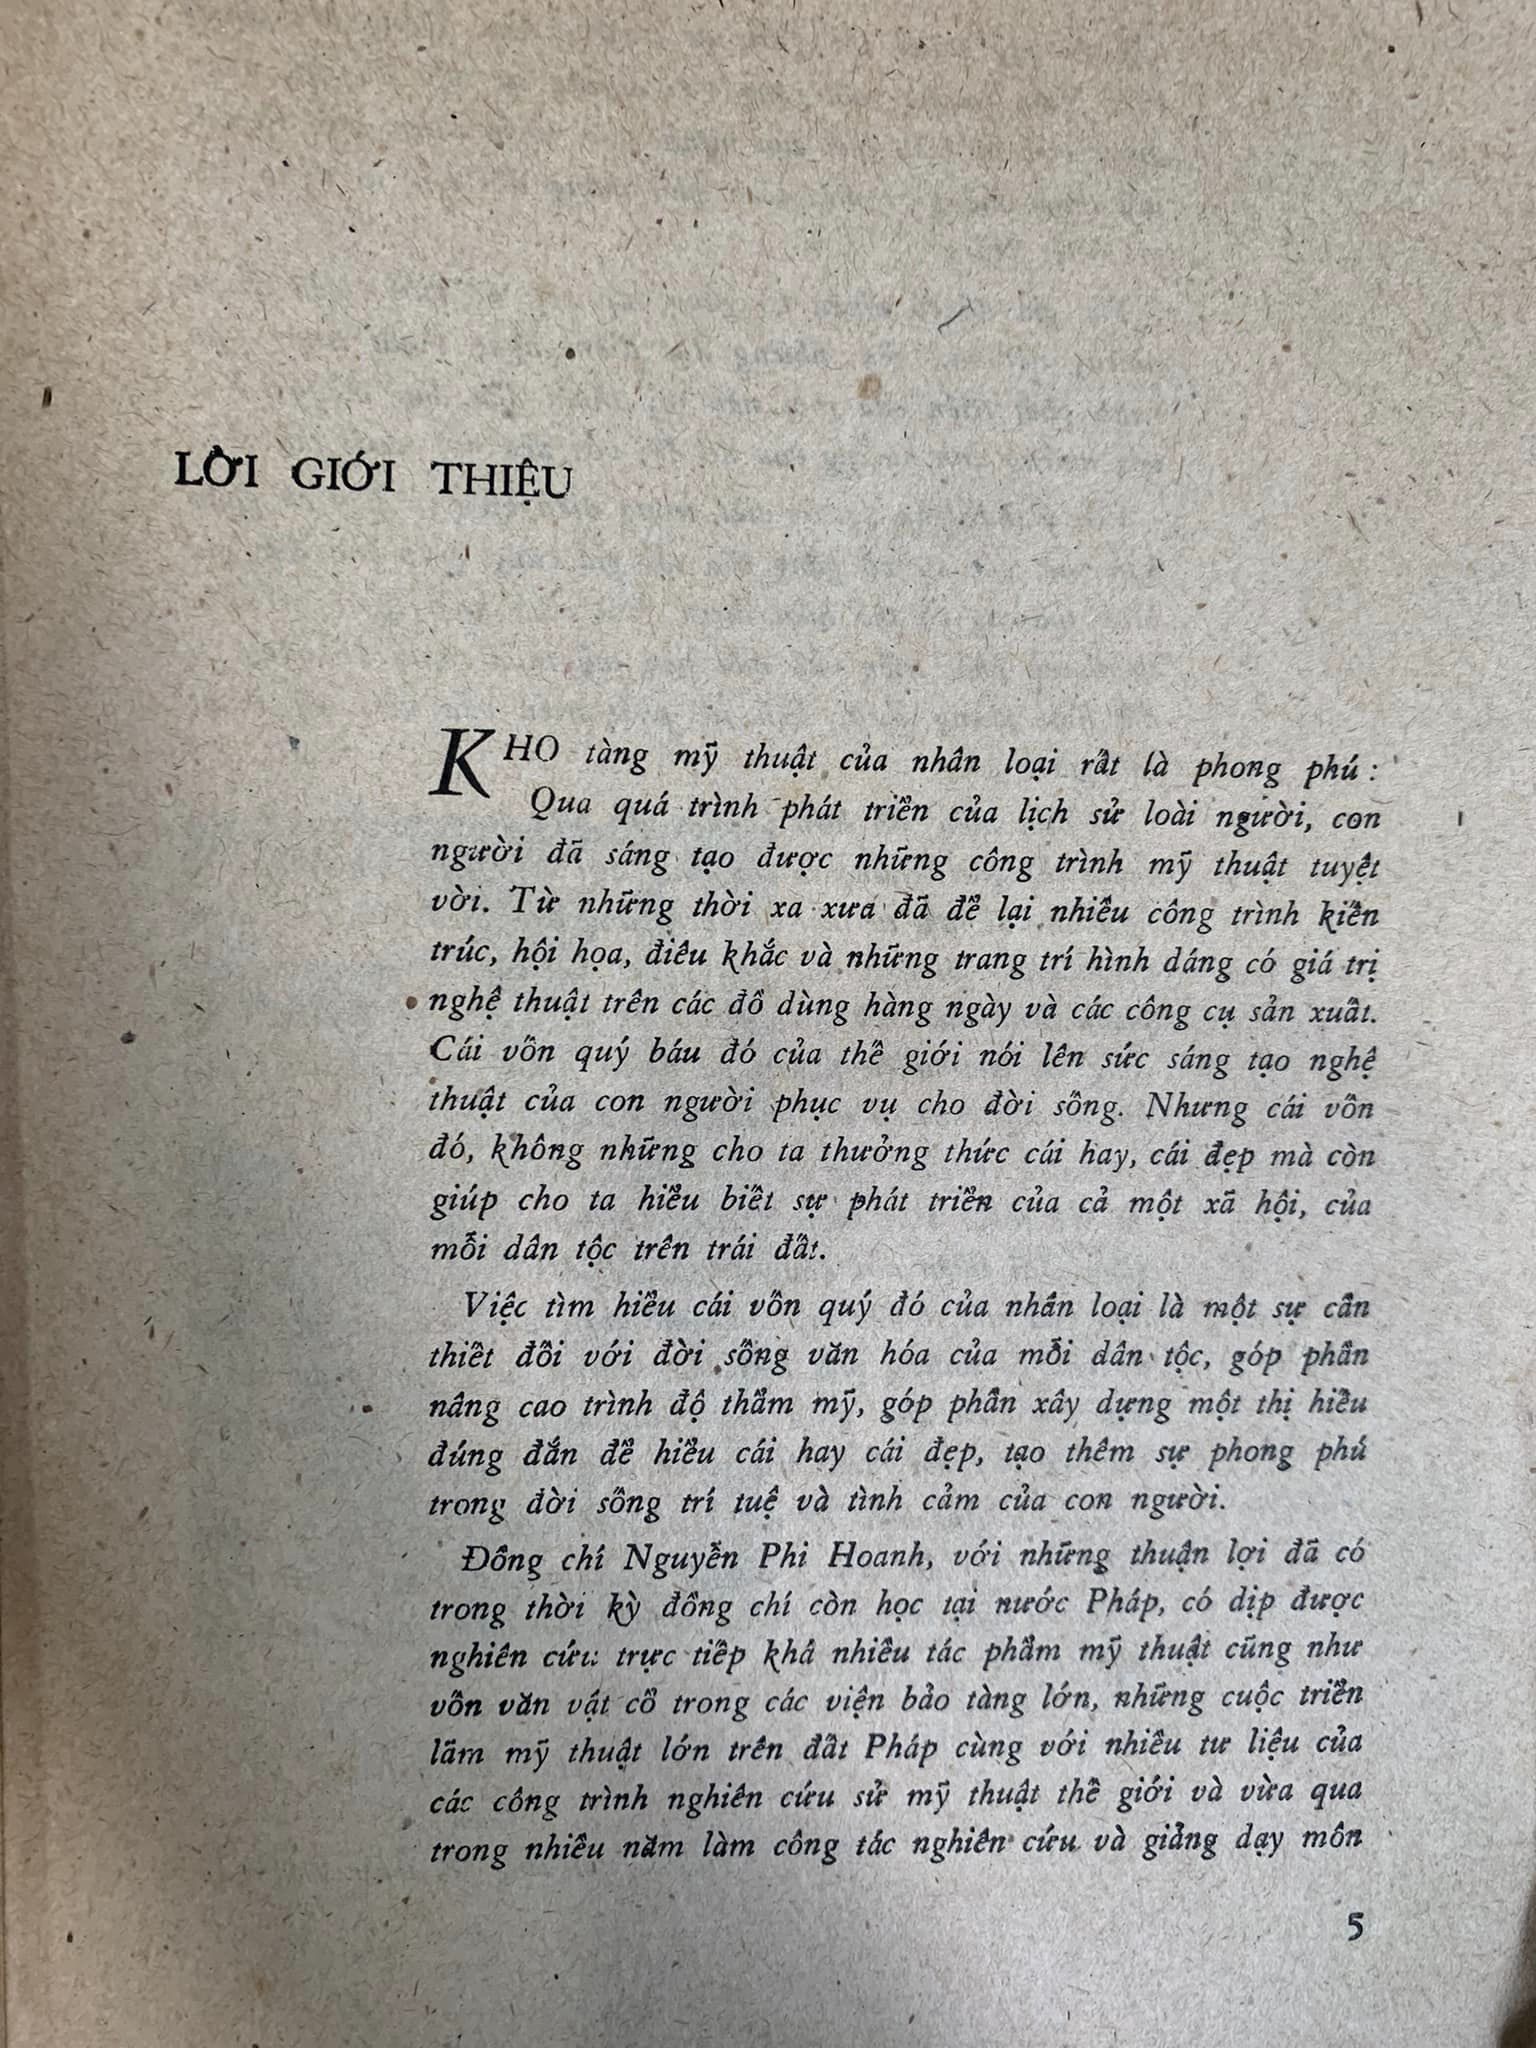 LỜI GIỚI THIỆU
KHO tàng mỹ thuật của nhân loại rất là phong phú :
Qua quá trình phát triển của lịch sử loài người, con
người đã sáng tạo được những công trình mỹ thuật tuyệt
vời. Từ những thời xa xưa đã để lại nhiều công trình kiến
trúc, hội họa, điêu khắc và những trang trí hình dáng có giá trị
nghệ thuật trên các đồ dùng hàng ngày và các công cụ sản xuất.
Cái vốn quý báu đó của thế giới nói lên sức sáng tạo nghệ
thuật của con người phục vụ cho đời sống. Nhưng cái vốn
đó, không những cho ta thưởng thức cái hay, cái đẹp mà còn
giúp cho ta hiểu biết sự phát triển của cả một xã hội, của
mỗi dân tộc trên trái đất.
Việc tìm hiểu cái vốn quý đó của nhân loại là một sự cần
thiết đối với đời sống văn hóa của mỗi dân tộc, góp phần
nâng cao trình độ thẩm mỹ, góp phần xây dựng một thị hiếu
đúng đắn để hiểu cái hay cái đẹp, tạo thêm sự phong phú
trong đời sống trí tuệ và tình cảm của con người.
Đồng chí Nguyễn Phi Hoanh, với những thuận lợi đã có
trong thời kỳ đồng chí còn học tại nước Pháp, có dịp được
nghiên cứu trực tiếp khá nhiều tác phẩm mỹ thuật cũng như
vốn văn vật cổ trong các viện bảo tàng lớn, những cuộc triển
lãm mỹ thuật lớn trên đất Pháp cùng với nhiều tư liệu của
các công trình nghiên cứu sử mỹ thuật thế giới và vừa qua
trong nhiều năm làm công tác nghiên cứu và giảng dạy môn
5